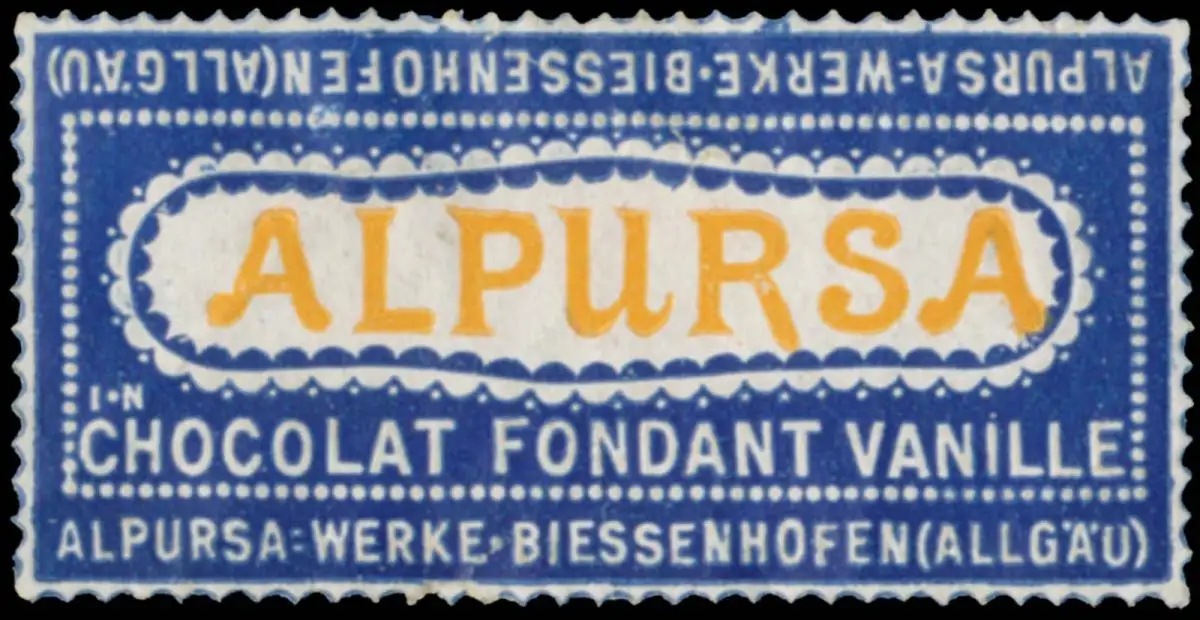 ALPURSA=WERKE·BIESSENHOFEN(ALLGÄU)
ALPURSA
I·N
CHOCOLAT FONDANT VANILLE
ALPURSA=WERKE·BIESSENHOFEN(ALLGÄU)